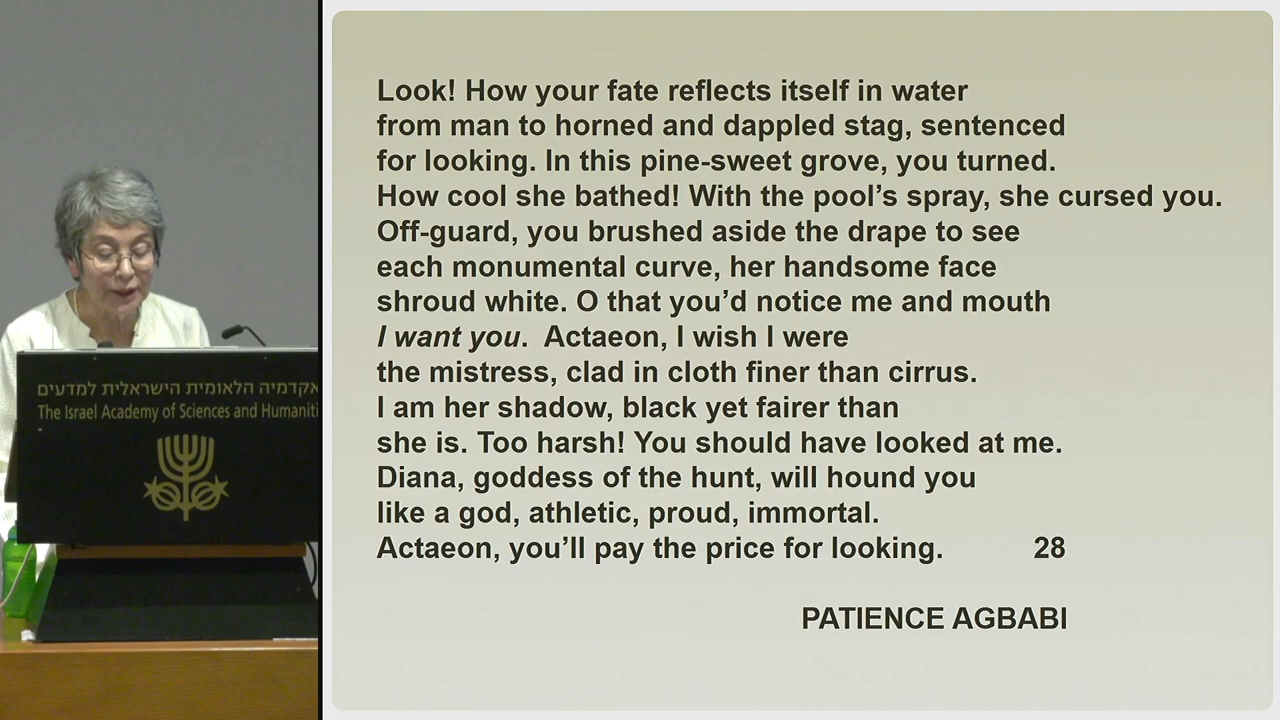 אקדמיה הלאומית הישראלית למדעים
The Israel Academy of Sciences and Humaniti
Look! How your fate reflects itself in water
from man to horned and dappled stag, sentenced
for looking. In this pine-sweet grove, you turned.
How cool she bathed! With the pool’s spray, she cursed you.
Off-guard, you brushed aside the drape to see
each monumental curve, her handsome face
shroud white. O that you’d notice me and mouth
I want you.  Actaeon, I wish I were
the mistress, clad in cloth finer than cirrus.
I am her shadow, black yet fairer than
she is. Too harsh! You should have looked at me.
Diana, goddess of the hunt, will hound you
like a god, athletic, proud, immortal.
Actaeon, you’ll pay the price for looking. 28
PATIENCE AGBABI